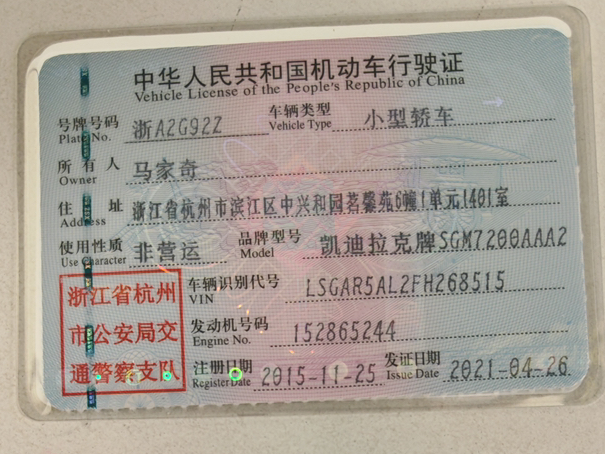 中华人民共和国机动车行驶证
Vehicle License of the People's Republic of China
号牌号码 浙A2G92Z 车辆类型 小型轿车
Plate No. Vehicle Type
所有人 马家奇
Owner
住址 浙江省杭州市滨江区中兴和园茗馨苑6幢1单元1401室
Address
使用性质 非营运 品牌型号 凯迪拉克牌SGM7200AAA2
Use Character Model
浙江省杭州
市公安局交
通警察支队
车辆识别代号 LSGAR5AL2FH268515
VIN
发动机号码 152865244
Engine No.
注册日期 2015-11-25 发证日期 2021-04-26
Register Date Issue Date